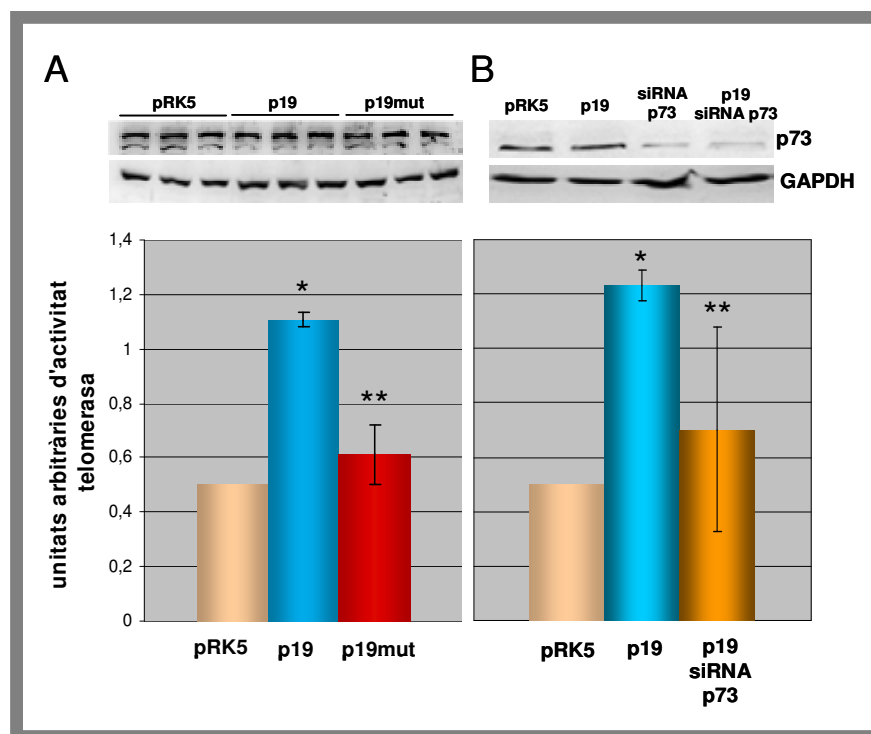 A
B
pRK5 p19 p19mut
pRK5 p19 siRNA p73 p19 siRNA p73
p73
GAPDH
unitats arbitràries d'activitat
telomerasa
1,4
1,2
1
0,8
0,6
0,4
0,2
0
*
**
*
**
pRK5 p19 p19mut
pRK5 p19 p19
siRNA
p73